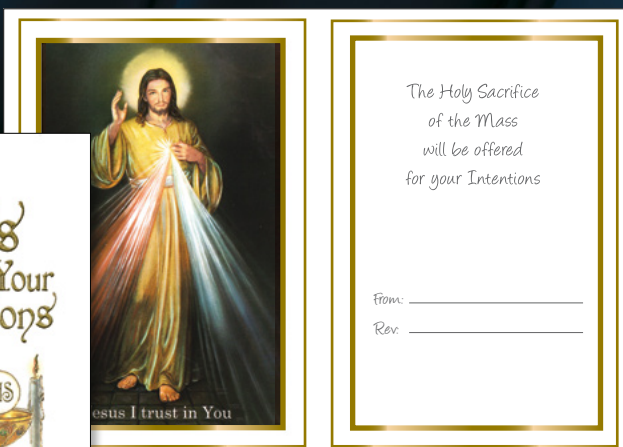 Your
esus I trust in You
The Holy Sacrifice
of the Mass
will be offered
for your Intentions
From:
Rev: